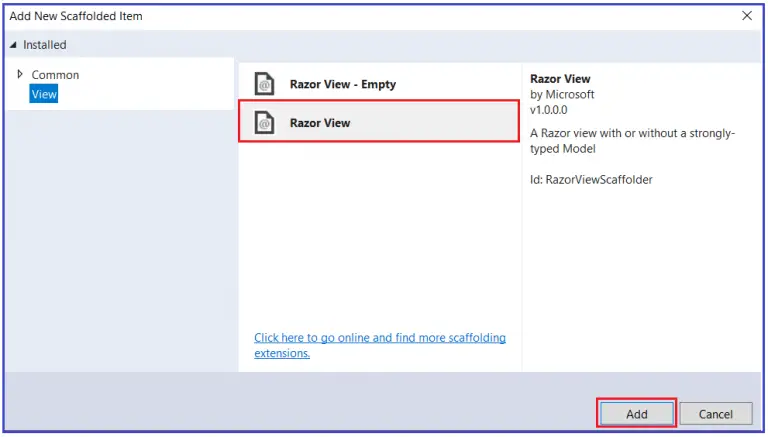 Add New Scaffolded Item
Installed
Common
View
Razor View - Empty
Razor View
Click here to go online and find more scaffolding
extensions.
Razor View
by Microsoft
v1.0.0.0
A Razor view with or without a strongly-
typed Model
Id: RazorViewScaffolder
Add
Cancel